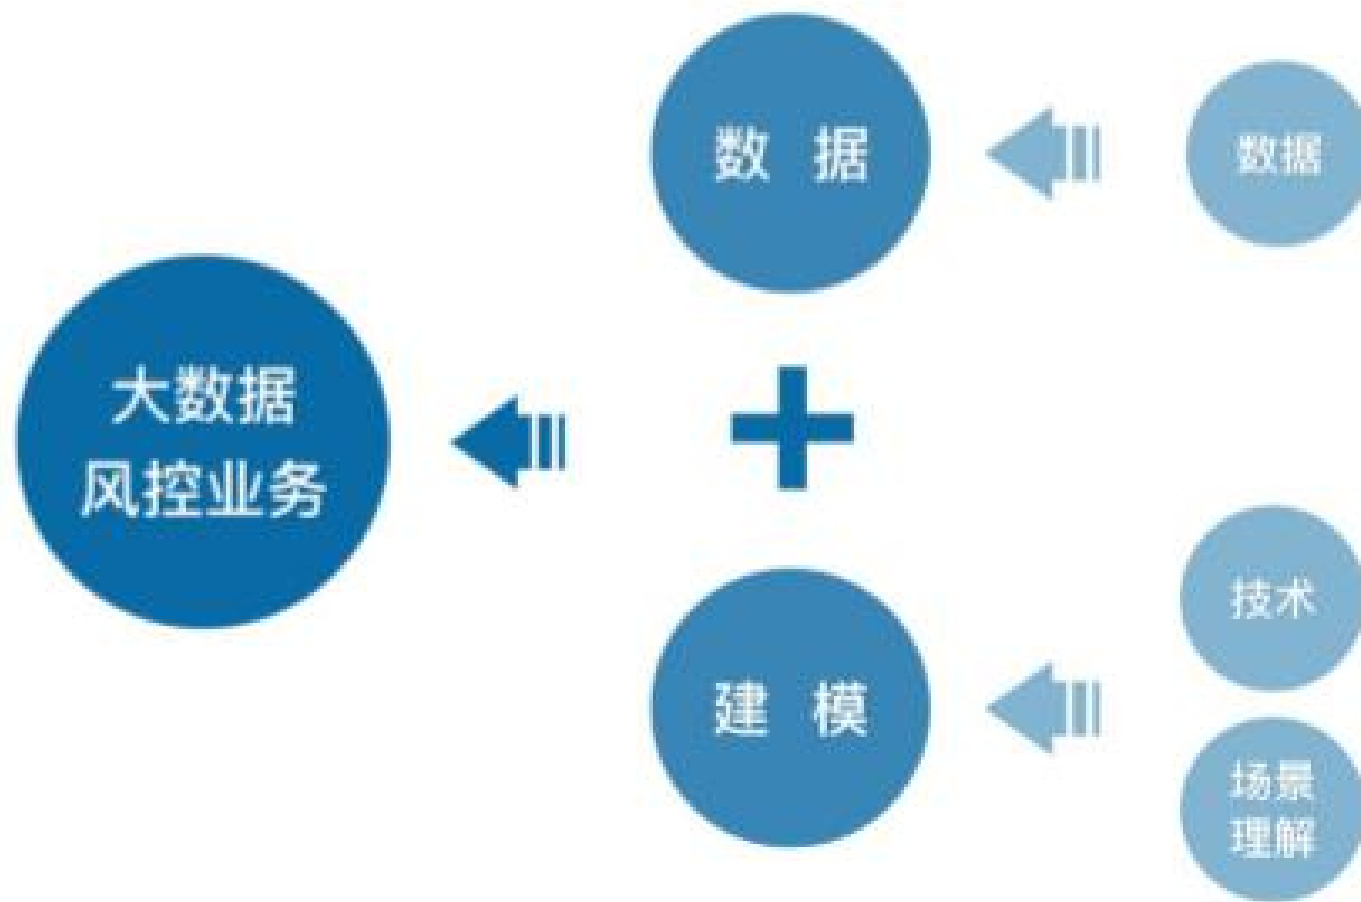 数 据
数据
大数据
风控业务
建 模
技术
场景
理解